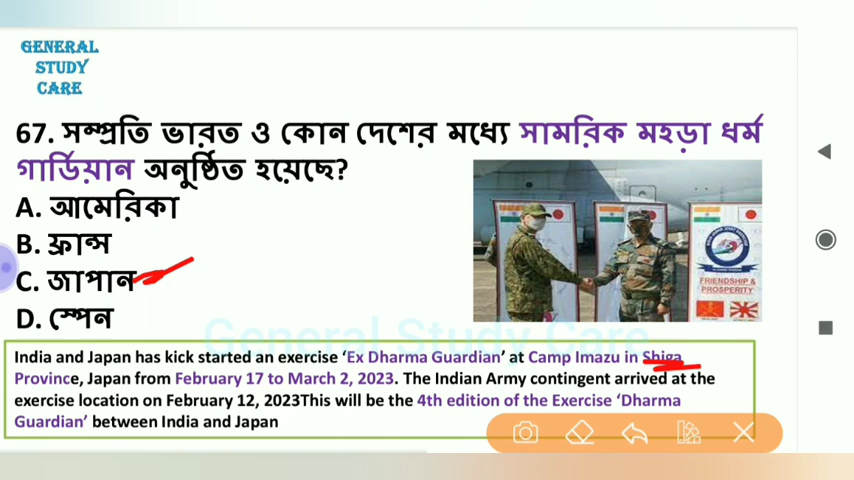 GENERAL
STUDY
CARE
67. সম্প্রতি ভারত ও কোন দেশের মধ্যে সামরিক মহড়া ধর্ম
গার্ডিয়ান অনুষ্ঠিত হয়েছে?
A. আমেরিকা
B. ফ্রান্স
C. জাপান
D. স্পেন
FRIENDSHIP &
PROSPERITY
General Study Care
India and Japan has kick started an exercise ‘Ex Dharma Guardian’ at Camp Imazu in Shiga
Province, Japan from February 17 to March 2, 2023. The Indian Army contingent arrived at the
exercise location on February 12, 2023This will be the 4th edition of the Exercise ‘Dharma
Guardian’ between India and Japan